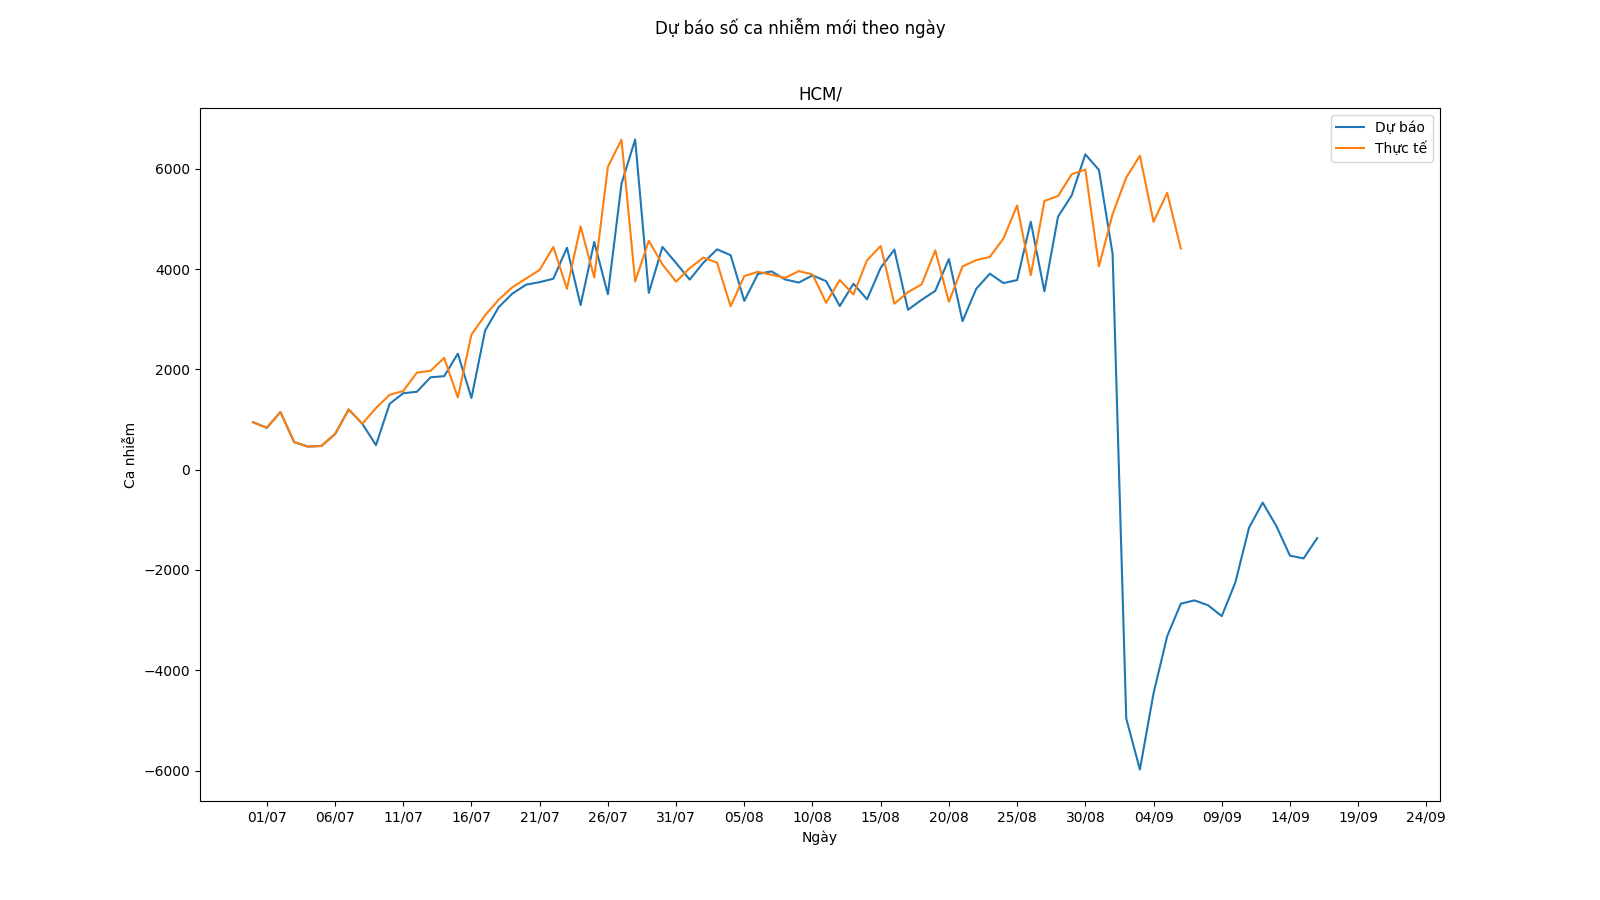 Dự báo số ca nhiễm mới theo ngày
HCM/
Dự báo
Thực tế
6000
4000
2000
0
−2000
−4000
−6000
Ca nhiễm
01/07 06/07 11/07 16/07 21/07 26/07 31/07 05/08 10/08 15/08 20/08 25/08 30/08 04/09 09/09 14/09 19/09 24/09
Ngày